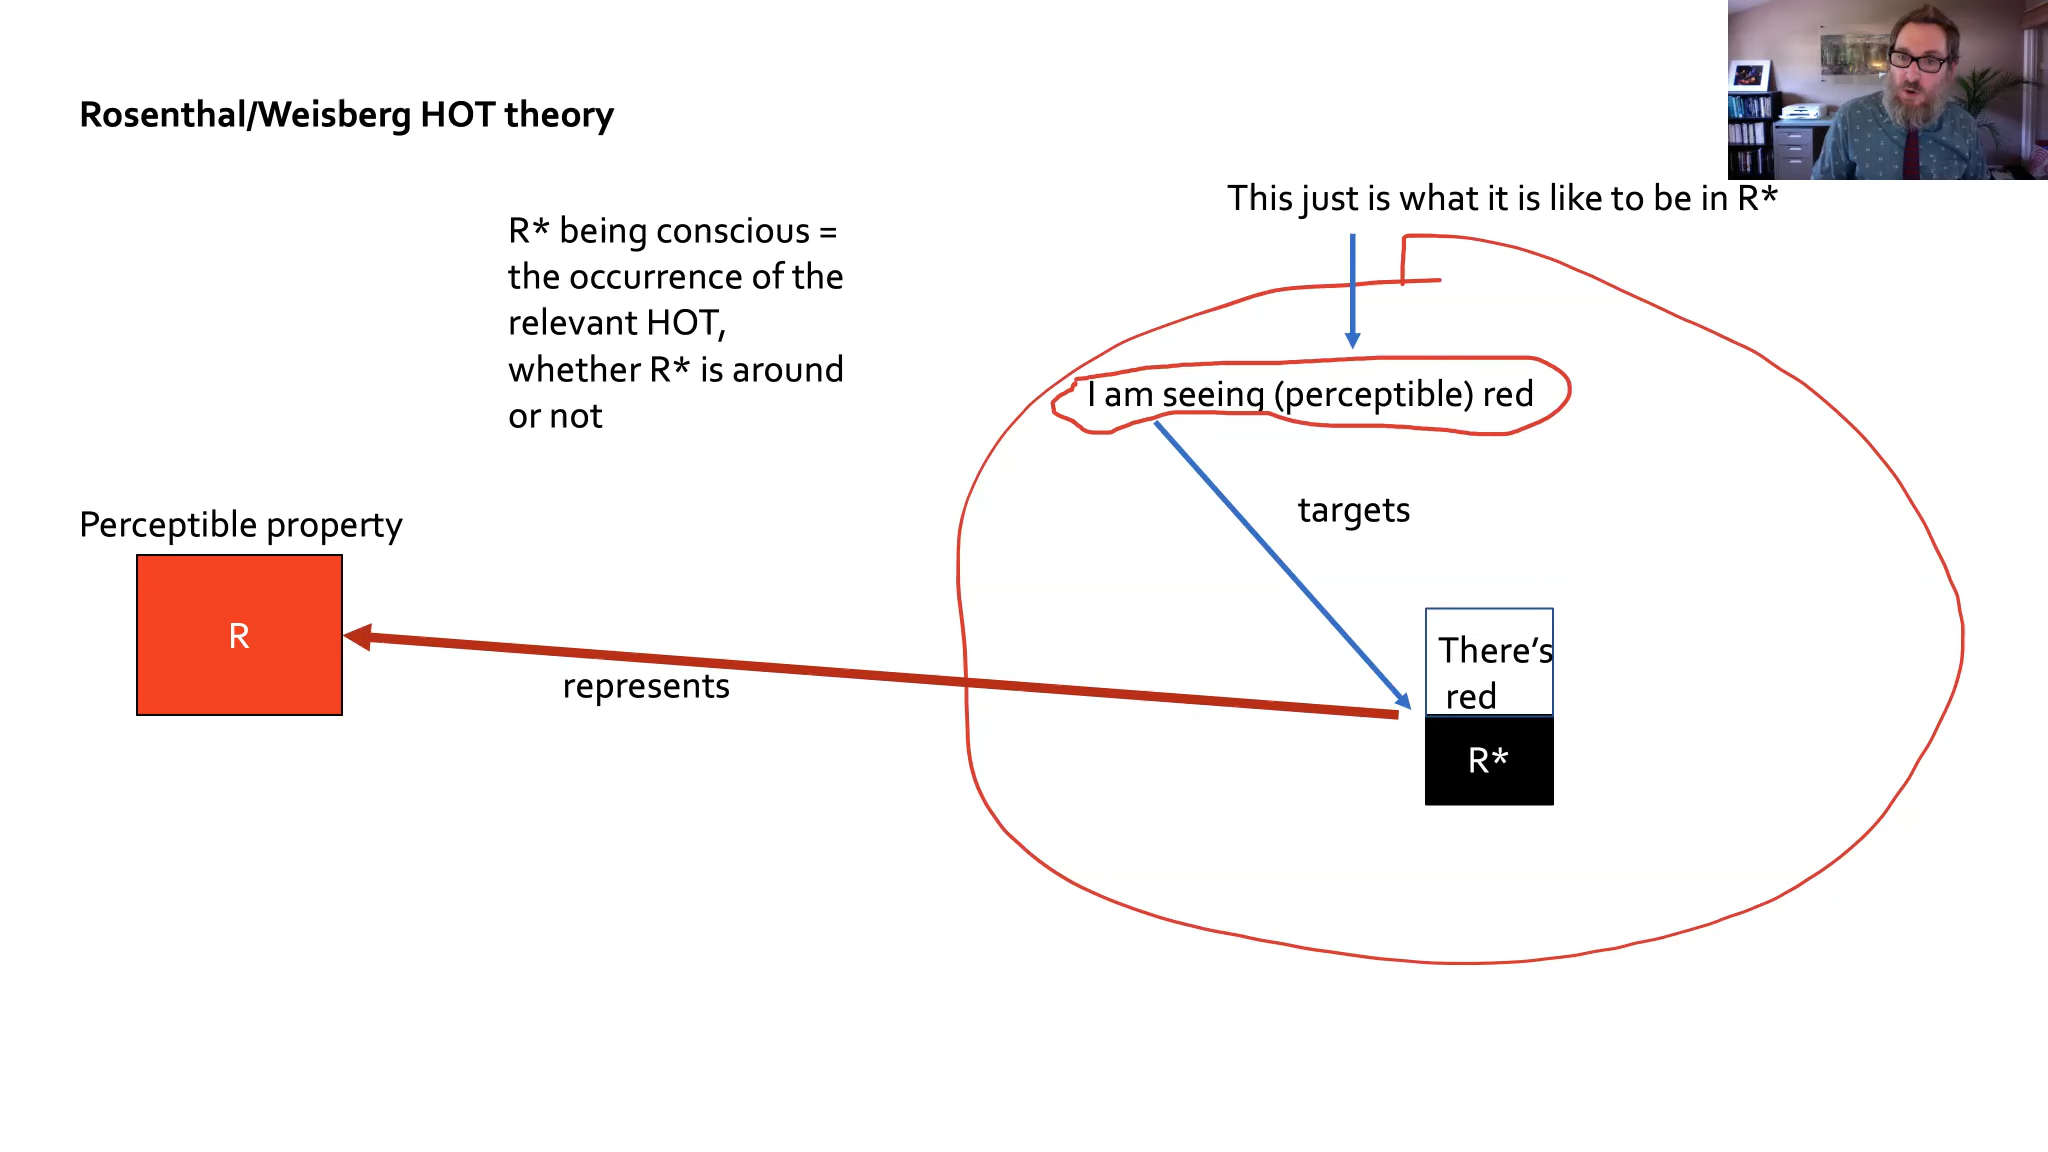 Rosenthal/Weisberg HOT theory
This just is what it is like to be in R*
R* being conscious =
the occurrence of the
relevant HOT,
whether R* is around
or not
I am seeing (perceptible) red
targets
Perceptible property
R
represents
There’s
red
R*